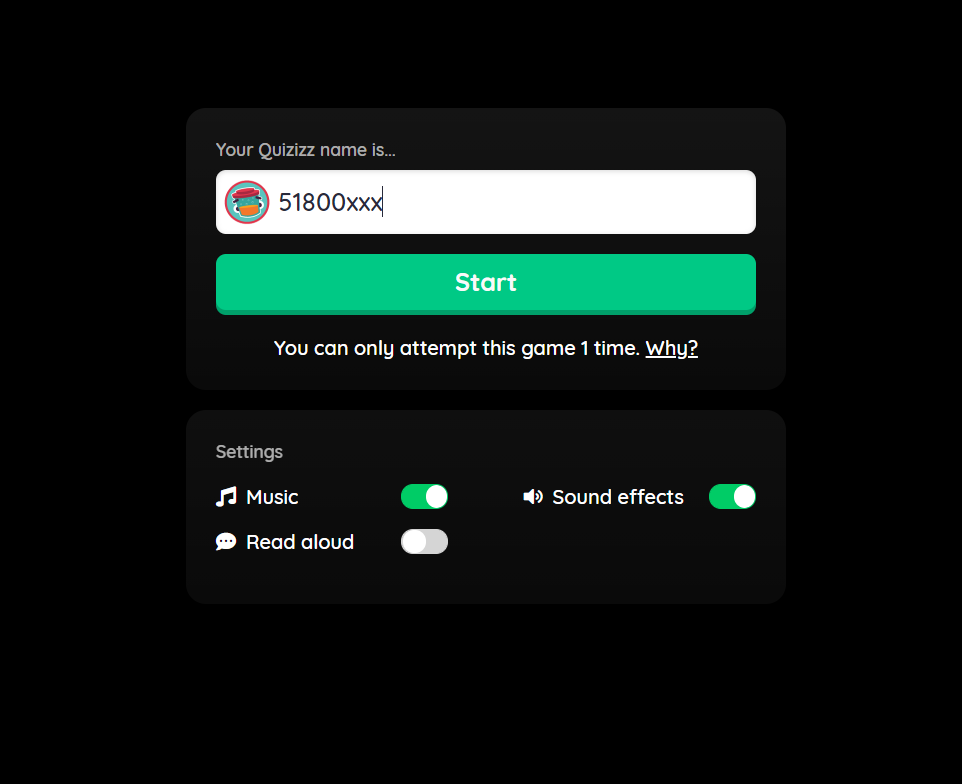 Your Quizizz name is...
51800xxx
Start
You can only attempt this game 1 time. Why?
Settings
Music
Sound effects
Read aloud